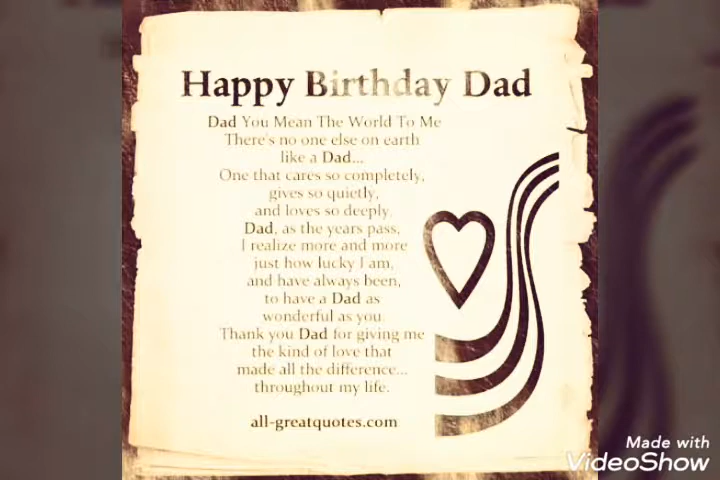 Happy Birthday Dad
Dad You Mean The World To Me
There's no one else on earth
like a Dad...
One that cares so completely,
gives so quietly,
and loves so deeply.
Dad, as the years pass,
I realize more and more
just how lucky I am,
and have always been,
to have a Dad as
wonderful as you.
Thank you Dad for giving me
the kind of love that
made all the difference...
throughout my life.
all-greatquotes.com
Made with
VideoShow